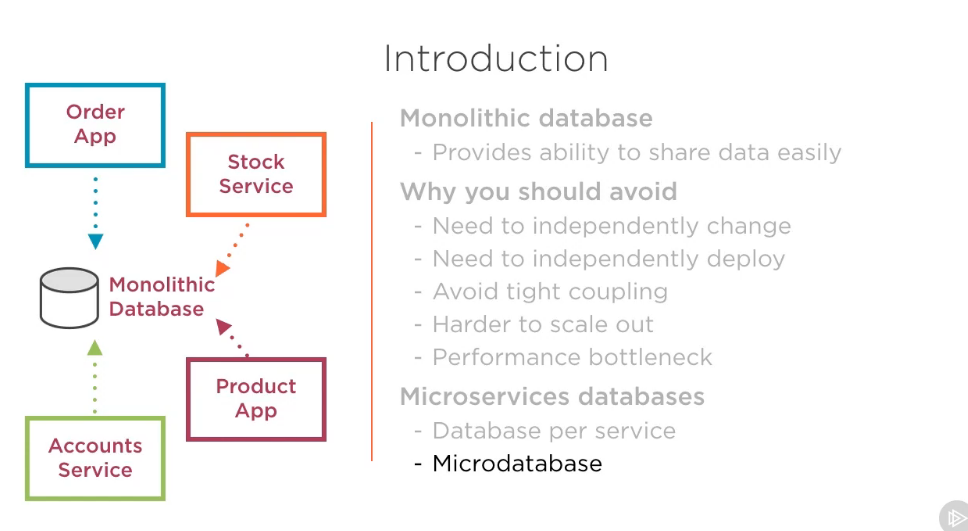 Introduction
Order
App
Stock
Service
Monolithic
Database
Product
App
Accounts
Service
Monolithic database
- Provides ability to share data easily
Why you should avoid
- Need to independently change
- Need to independently deploy
- Avoid tight coupling
- Harder to scale out
- Performance bottleneck
Microservices databases
- Database per service
- Microdatabase